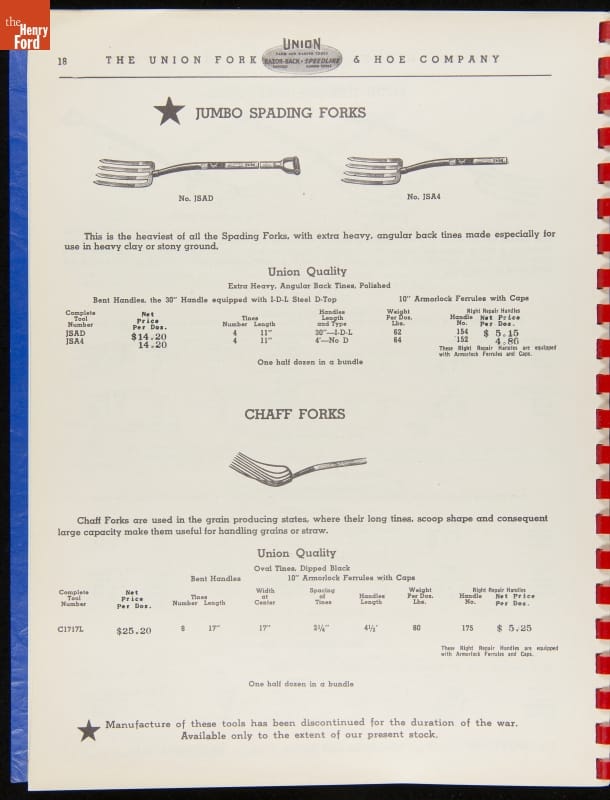 the
Henry
Ford
18 THE UNION FORK & HOE COMPANY
UNION
FARM AND GARDEN TOOLS
RAZOR-BACK • SPEEDLINE
JUMBO SPADING FORKS
No. JSAD
No. JSA4
This is the heaviest of all the Spading Forks, with extra heavy, angular back tines made especially for
use in heavy clay or stony ground.
Union Quality
Extra Heavy, Angular Back Tines, Polished
Bent Handles, the 30" Handle equipped with I-D-L Steel D-Top 10" Armorlock Ferrules with Caps
Complete Tool Number Net Price Per Doz. Tines Number Length Handles Length and Type Weight Per Doz. Lbs. Right Repair Handles Handle No. Net Price Per Doz.
JSAD $14.20 4 11" 30"—I-D-L 62 154 $ 5.15
JSA4 14.20 4 11" 4'—No D 64 152 4.86
These Right Repair Handles are equipped
with Armorlock Ferrules and Caps.
One half dozen in a bundle
CHAFF FORKS
Chaff Forks are used in the grain producing states, where their long tines, scoop shape and consequent
large capacity make them useful for handling grains or straw.
Union Quality
Oval Tines, Dipped Black
Bent Handles 10" Armorlock Ferrules with Caps
Complete Tool Number Net Price Per Doz. Tines Number Length Width at Center Spacing of Tines Handles Length Weight Per Doz. Lbs. Right Repair Handles Handle No. Net Price Per Doz.
C1717L $25.20 8 17" 17" 2¼" 4½' 80 175 $ 5.25
These Right Repair Handles are equipped
with Armorlock Ferrules and Caps.
One half dozen in a bundle
Manufacture of these tools has been discontinued for the duration of the war.
Available only to the extent of our present stock.